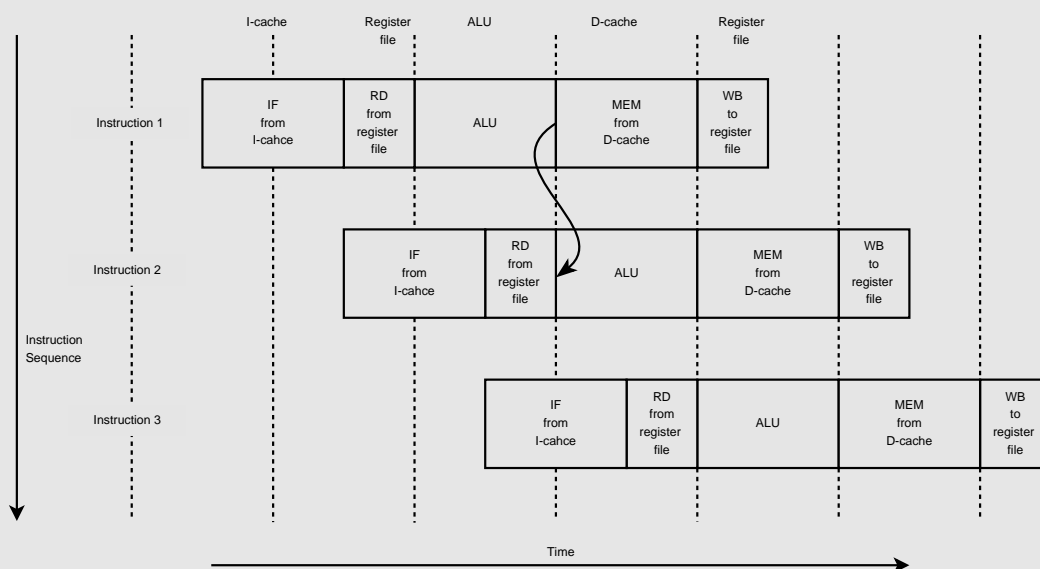 I-cache
Register
file
ALU
D-cache
Register
file
Instruction 1
IF
from
I-cahce
RD
from
register
file
ALU
MEM
from
D-cache
WB
to
register
file
Instruction 2
IF
from
I-cahce
RD
from
register
file
ALU
MEM
from
D-cache
WB
to
register
file
Instruction
Sequence
Instruction 3
IF
from
I-cahce
RD
from
register
file
ALU
MEM
from
D-cache
WB
to
register
file
Time